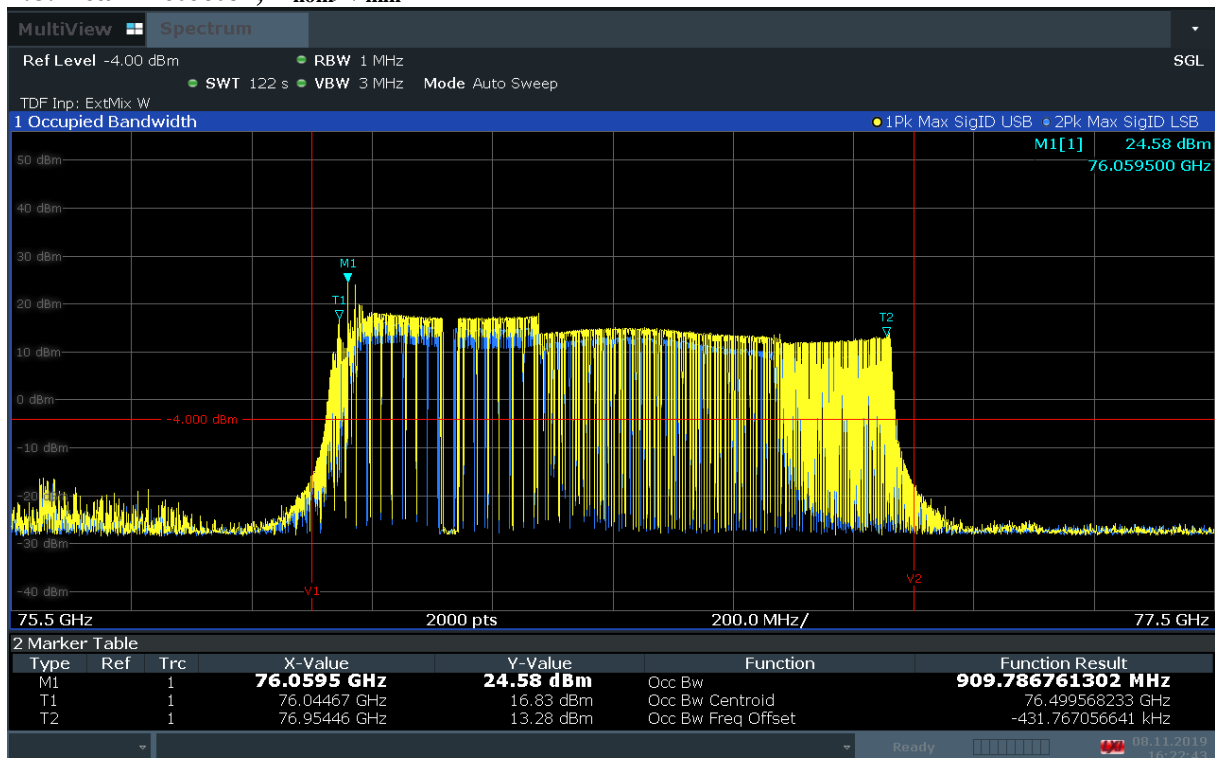 MultiView Spectrum
Ref Level -4.00 dBm RBW 1 MHz SGL
SWT 122 s VBW 3 MHz Mode Auto Sweep
TDF Inp: ExtMix W
1 Occupied Bandwidth 1Pk Max SigID USB 2Pk Max SigID LSB
M1[1] 24.58 dBm
76.059500 GHz
50 dBm
40 dBm
30 dBm
M1
20 dBm
T1
T2
10 dBm
0 dBm
-4.000 dBm
-10 dBm
-20
-30 dBm
V2
-40 dBm
V1
75.5 GHz 2000 pts 200.0 MHz/ 77.5 GHz
2 Marker Table
Type Ref Trc X-Value Y-Value Function Function Result
M1 1 76.0595 GHz 24.58 dBm Occ Bw 909.786761302 MHz
T1 1 76.04467 GHz 16.83 dBm Occ Bw Centroid 76.499568233 GHz
T2 1 76.95446 GHz 13.28 dBm Occ Bw Freq Offset -431.767056641 kHz
Ready 08.11.2019
16:22:43